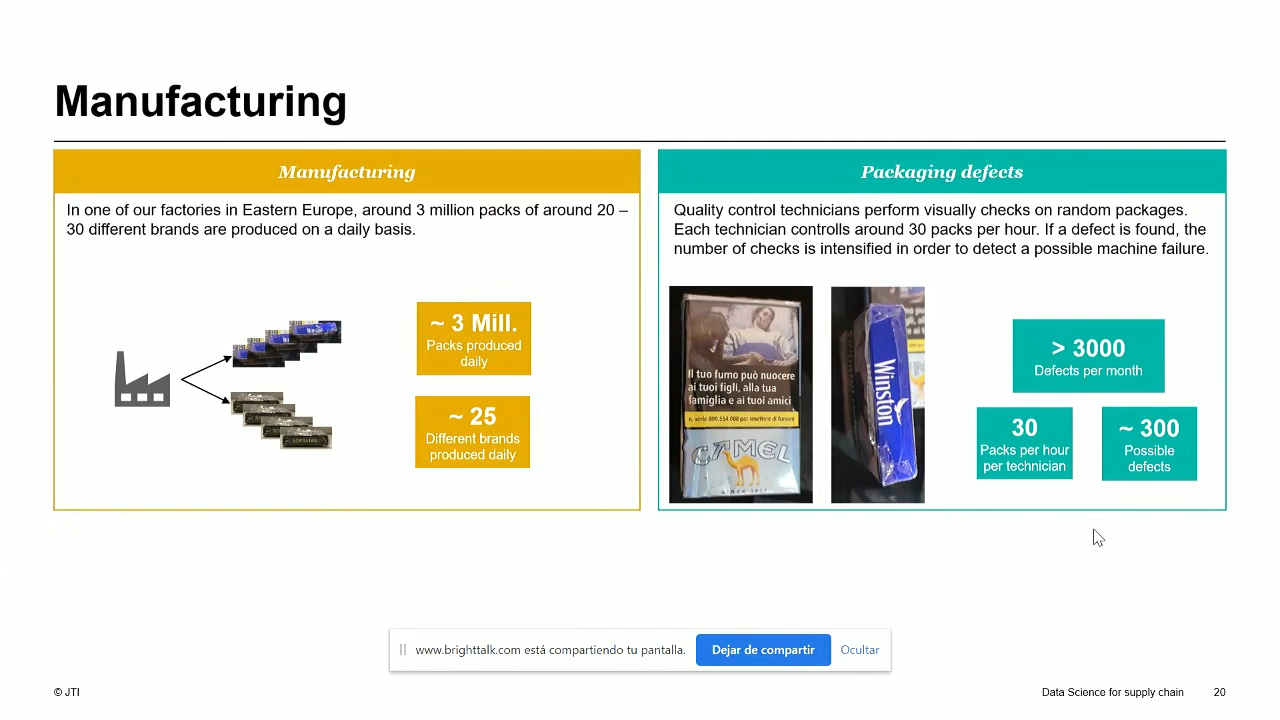 Manufacturing
Manufacturing
In one of our factories in Eastern Europe, around 3 million packs of around 20 –
30 different brands are produced on a daily basis.
Winston
~ 3 Mill.
Packs produced
daily
~ 25
Different brands
produced daily
Packaging defects
Quality control technicians perform visually checks on random packages.
Each technician controlls around 30 packs per hour. If a defect is found, the
number of checks is intensified in order to detect a possible machine failure.
Il tuo fumo può nuocere
ai tuoi figli, alla tua
famiglia e ai tuoi amici
CAMEL
Winston
> 3000
Defects per month
30
Packs per hour
per technician
~ 300
Possible
defects
www.brighttalk.com está compartiendo tu pantalla.
Dejar de compartir
Ocultar
© JTI
Data Science for supply chain
20